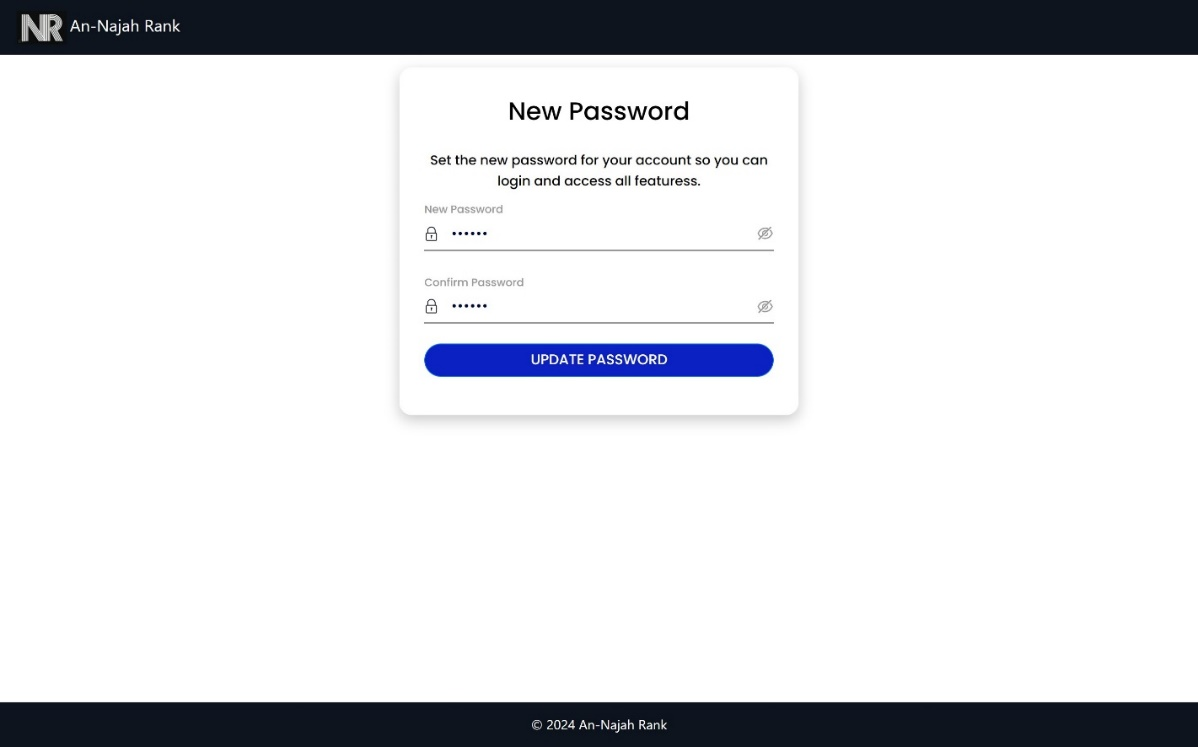 NR An-Najah Rank
New Password
Set the new password for your account so you can
login and access all featuress.
New Password
••••••
Confirm Password
••••••
UPDATE PASSWORD
© 2024 An-Najah Rank